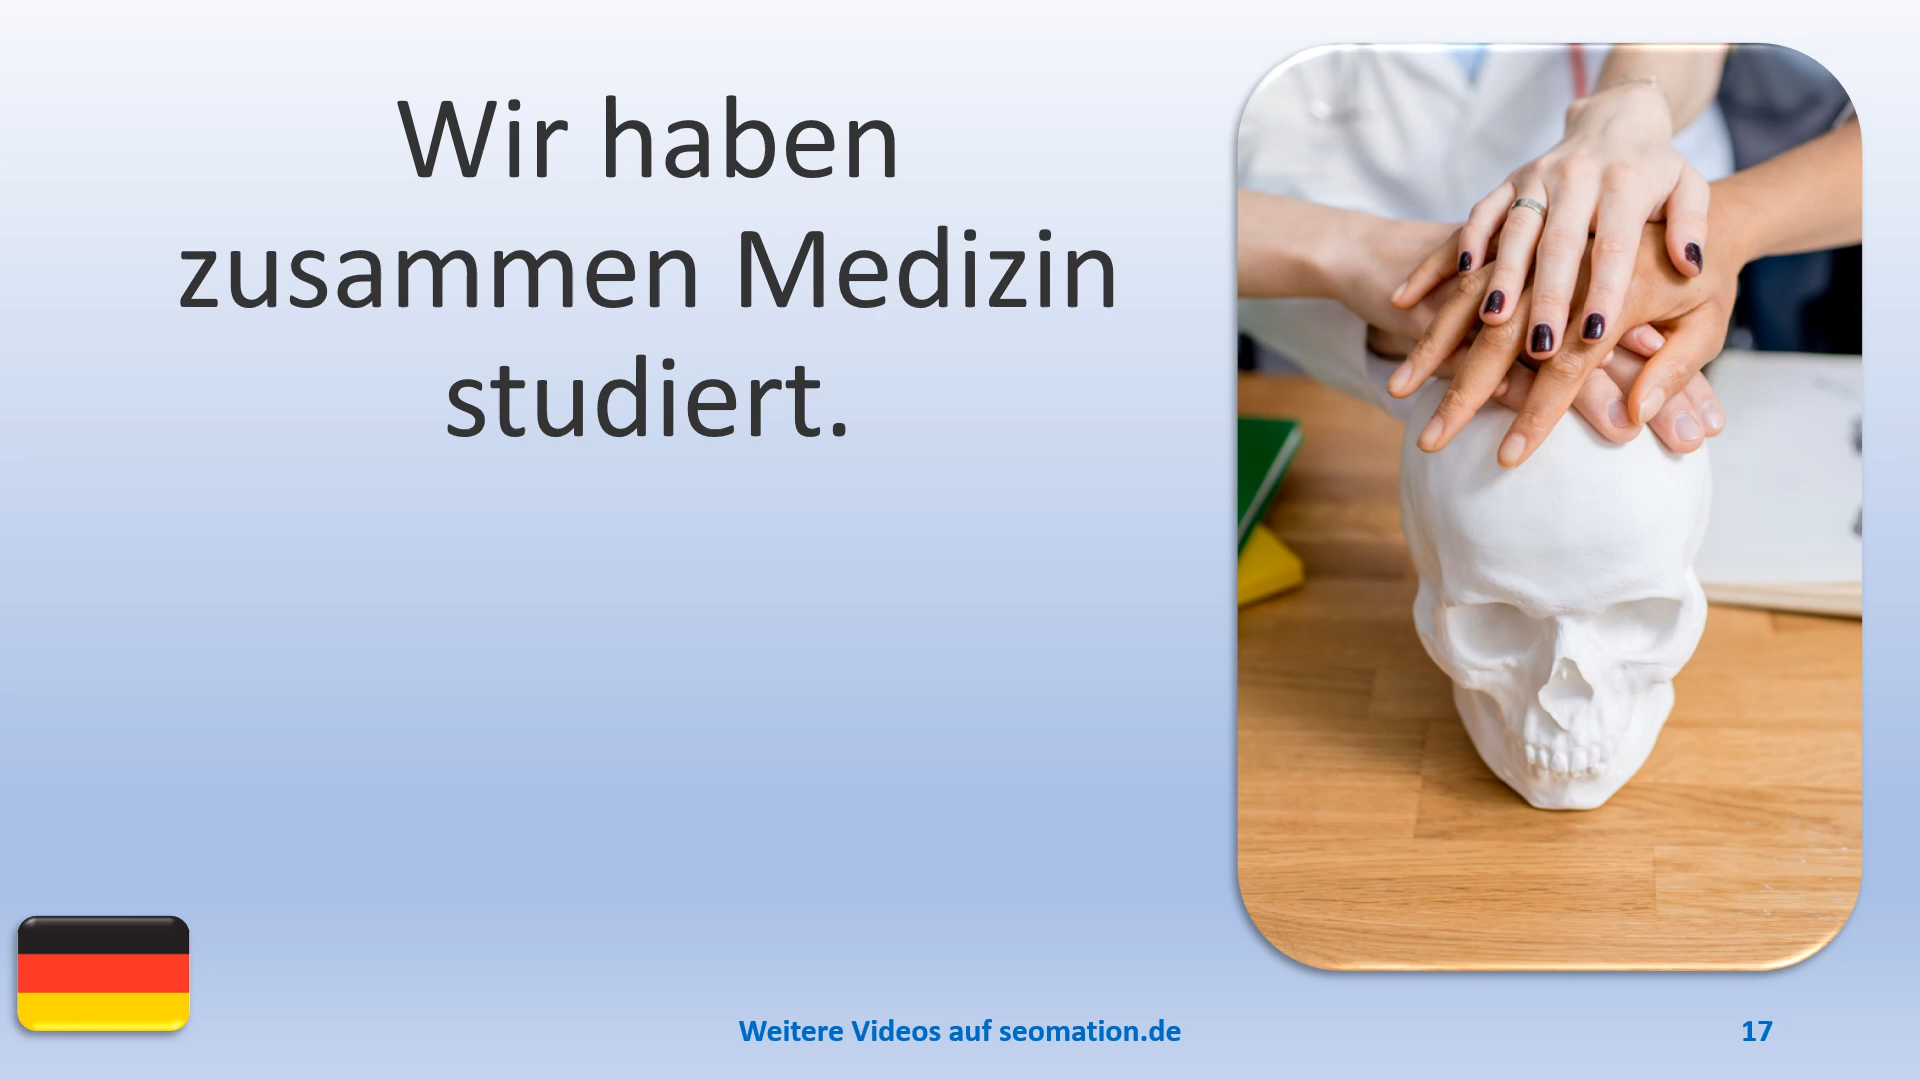 Wir haben
zusammen Medizin
studiert.
Weitere Videos auf seomation.de
17